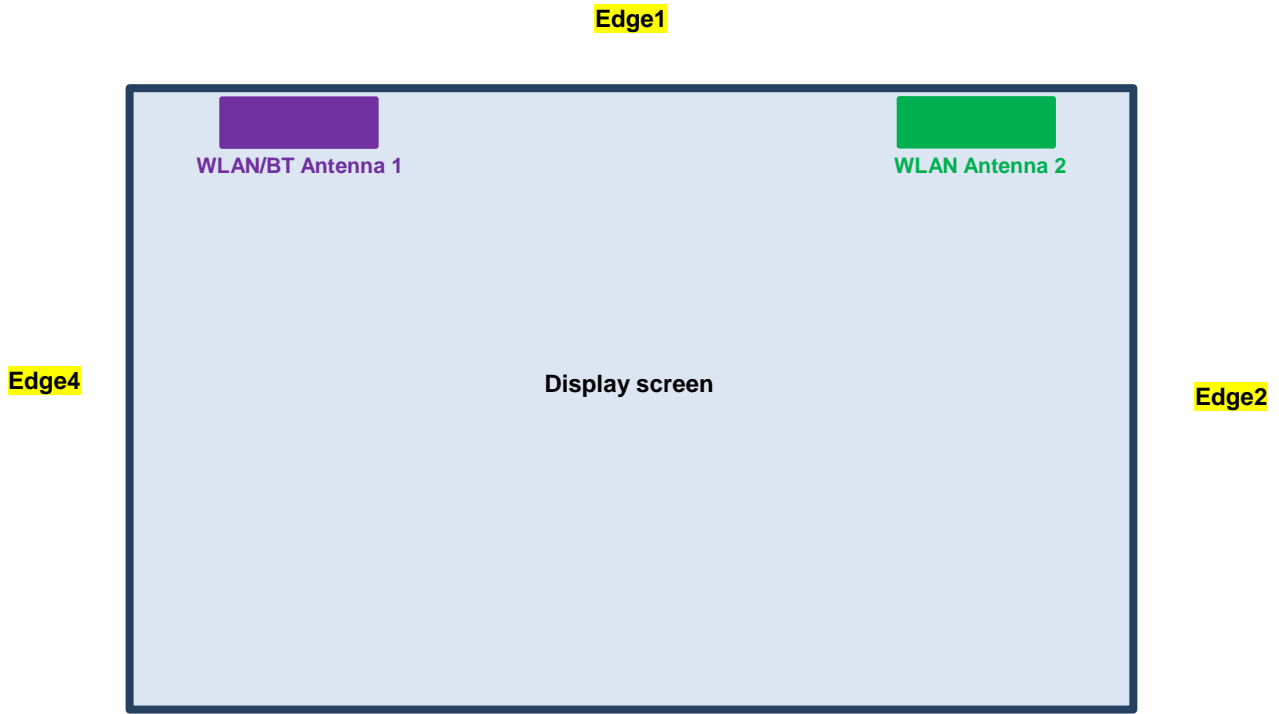 Edge1
WLAN/BT Antenna 1
WLAN Antenna 2
Edge4
Display screen
Edge2